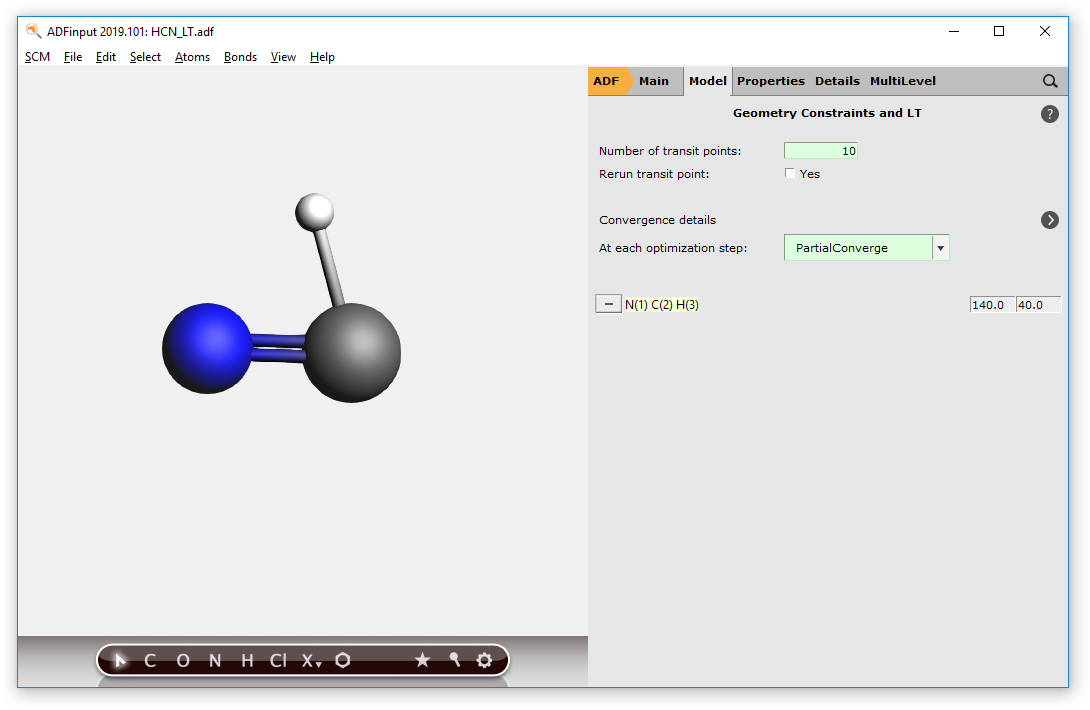 ADFinput 2019.101: HCN_LT.adf
SCM File Edit Select Atoms Bonds View Help
ADF Main Model Properties Details MultiLevel
Geometry Constraints and LT
?
Number of transit points: 10
Rerun transit point: Yes
Convergence details
At each optimization step: PartialConverge
N(1) C(2) H(3) 140.0 40.0
C O N H Cl X